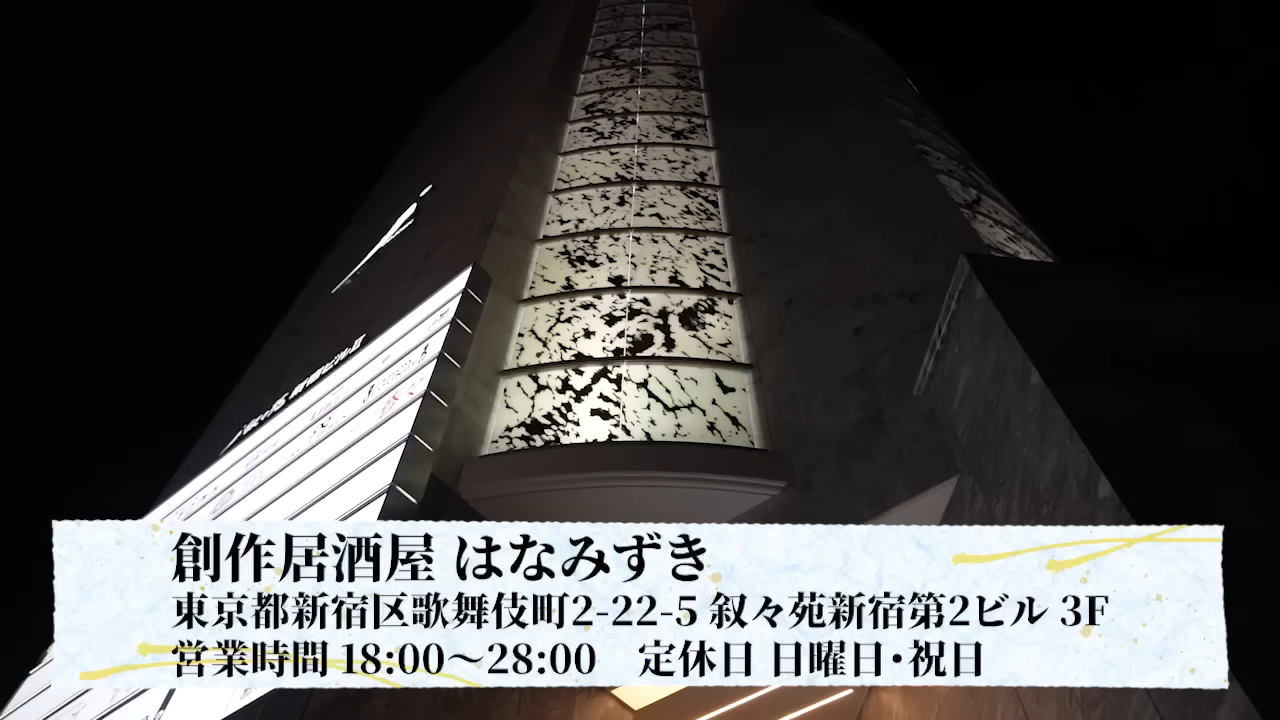 創作居酒屋 はなみずき
東京都新宿区歌舞伎町2-22-5 叙々苑新宿第2ビル 3F
営業時間 18:00～28:00　定休日 日曜日・祝日